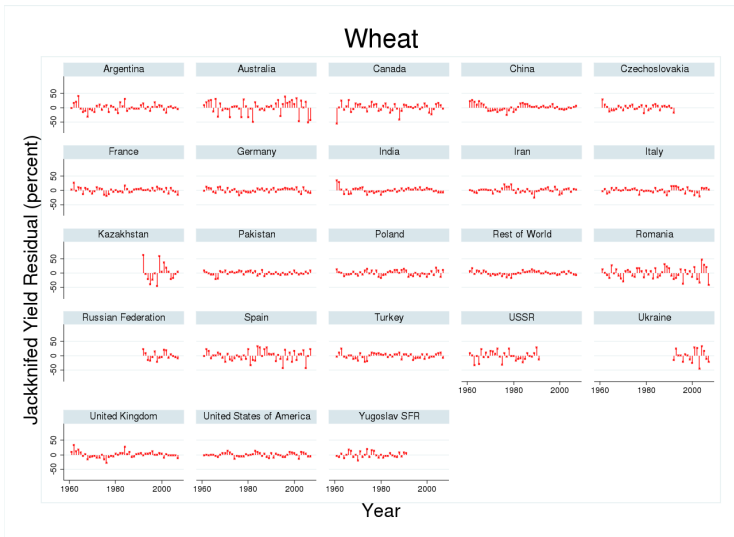 Wheat
Argentina Australia Canada China Czechoslovakia
50
0
-50
France Germany India Iran Italy
50
0
-50
Kazakhstan Pakistan Poland Rest of World Romania
50
0
-50
Russian Federation Spain Turkey USSR Ukraine
50
0
-50
1960 1980 2000 1960 1980 2000
United Kingdom United States of America Yugoslav SFR
50
0
-50
1960 1980 2000 1960 1980 2000 1960 1980 2000
Jackknifed Yield Residual (percent)
Year